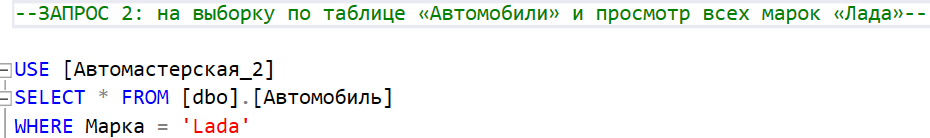 --ЗАПРОС 2: на выборку по таблице «Автомобили» и просмотр всех марок «Лада»--
USE [Автомастерская_2]
SELECT * FROM [dbo].[Автомобиль]
WHERE Марка = 'Lada'